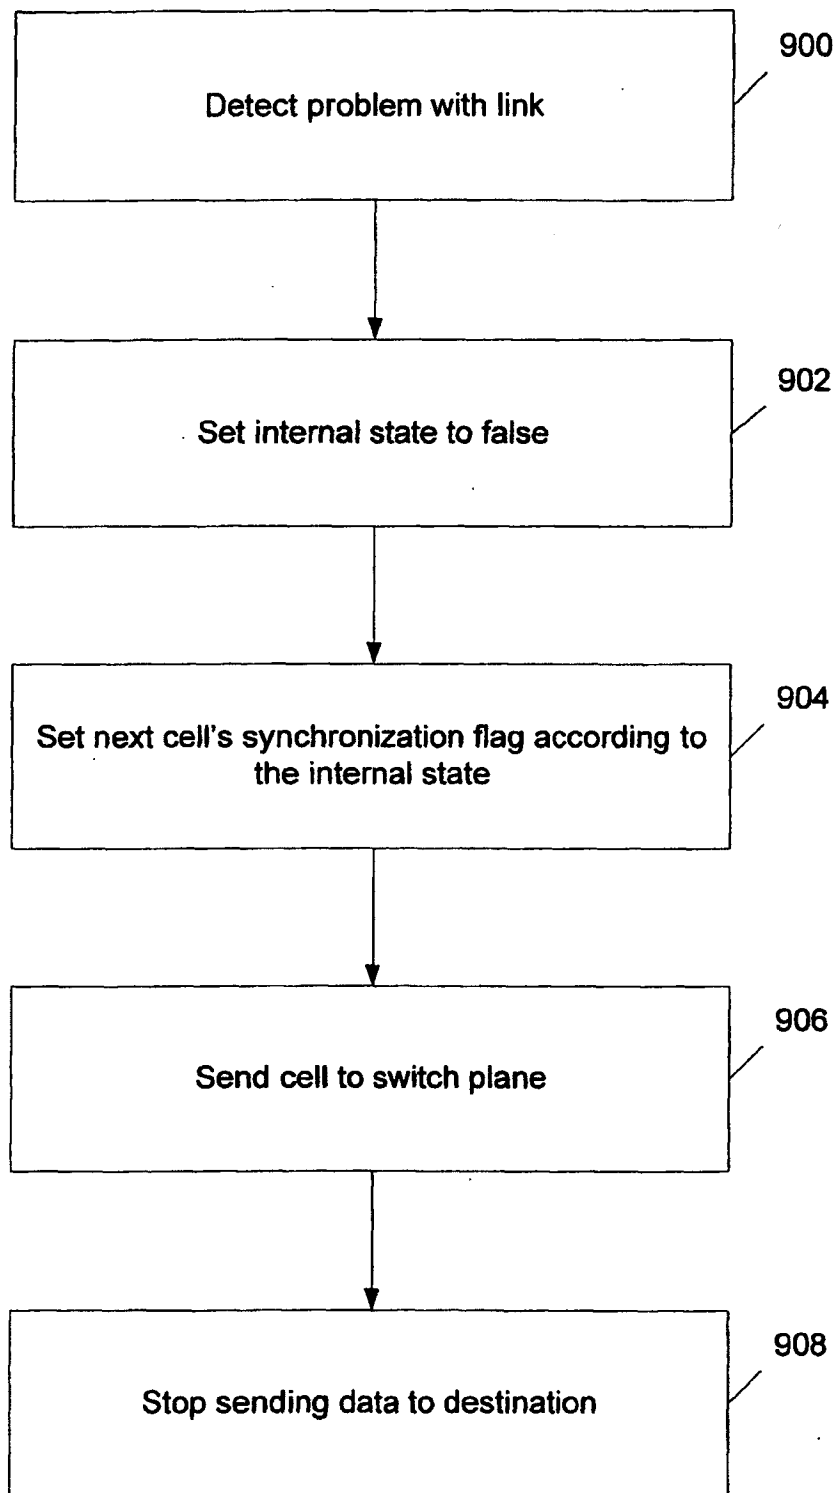 900
Detect problem with link
902
Set internal state to false
904
Set next cell's synchronization flag according to
the internal state
906
Send cell to switch plane
908
Stop sending data to destination